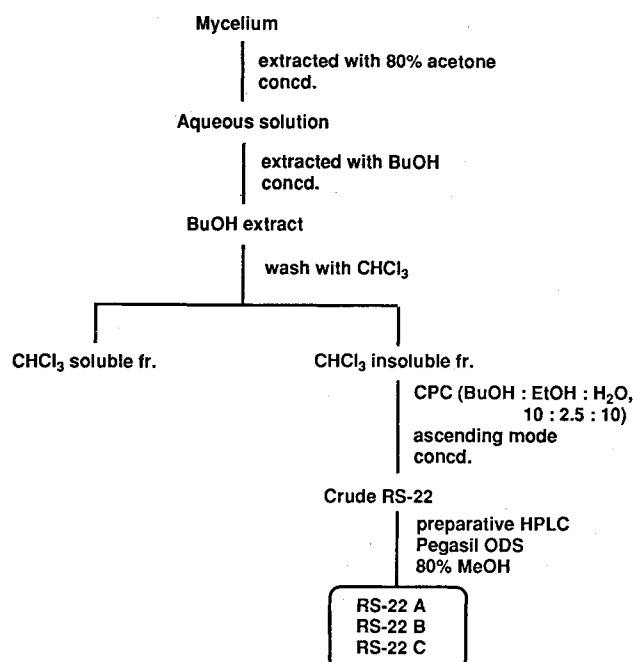 Mycelium
extracted with 80% acetone
concd.
Aqueous solution
extracted with BuOH
concd.
BuOH extract
wash with CHCl₃
CHCl₃ soluble fr.
CHCl₃ insoluble fr.
CPC (BuOH : EtOH : H₂O,
10 : 2.5 : 10)
ascending mode
concd.
Crude RS-22
preparative HPLC
Pegasil ODS
80% MeOH
RS-22 A
RS-22 B
RS-22 C